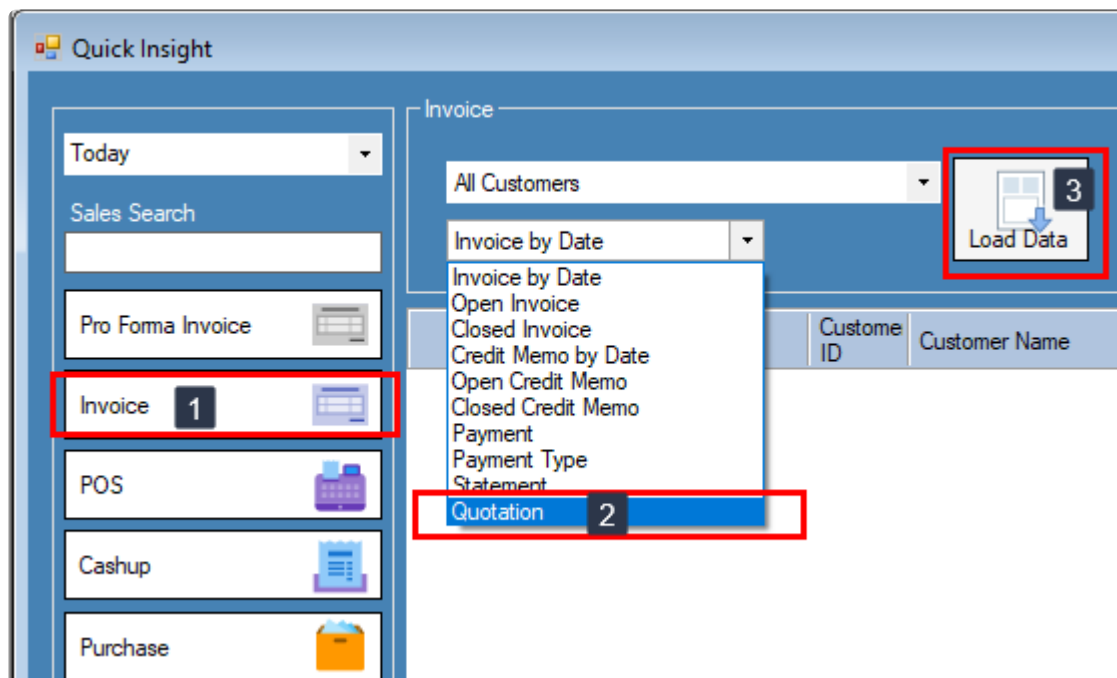 Quick Insight
Today
Sales Search
Pro Forma Invoice
Invoice 1
POS
Cashup
Purchase
Invoice
All Customers
Invoice by Date
Invoice by Date
Open Invoice
Closed Invoice
Credit Memo by Date
Open Credit Memo
Closed Credit Memo
Payment
Payment Type
Statement
Quotation 2
3
Load Data
Custome
ID
Customer Name